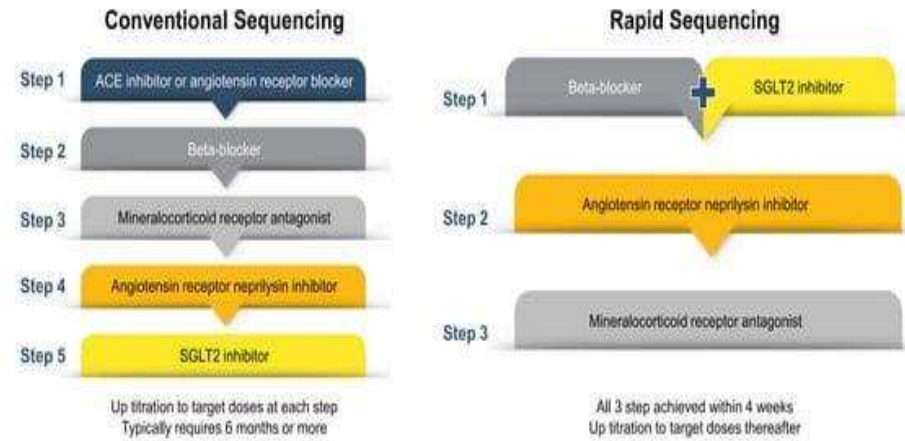 Conventional Sequencing
Step 1 ACE inhibitor or angiotensin receptor blocker
Step 2 Beta-blocker
Step 3 Mineralocorticoid receptor antagonist
Step 4 Angiotensin receptor neprilysin inhibitor
Step 5 SGLT2 inhibitor
Up titration to target doses at each step
Typically requires 6 months or more
Rapid Sequencing
Step 1 Beta-blocker + SGLT2 inhibitor
Step 2 Angiotensin receptor neprilysin inhibitor
Step 3 Mineralocorticoid receptor antagonist
All 3 step achieved within 4 weeks
Up titration to target doses thereafter